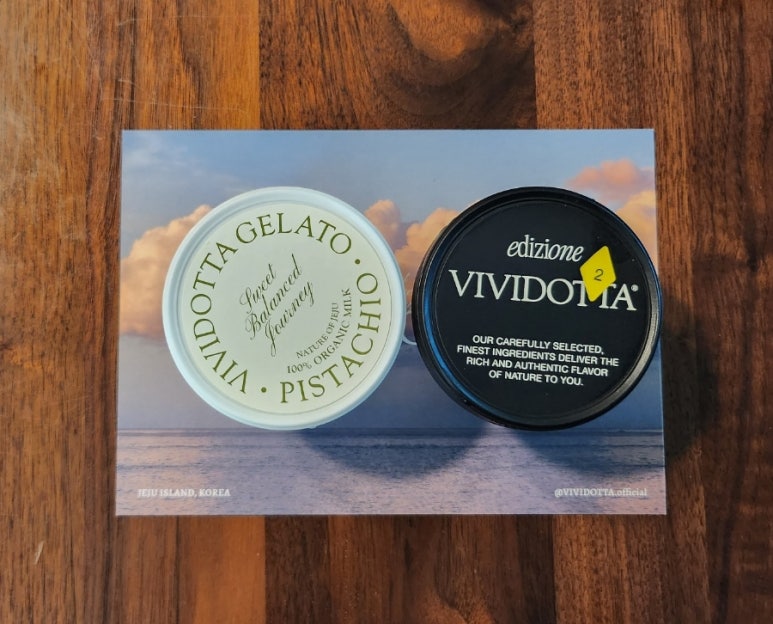 VIVIDOTTA GELATO · PISTACHIO ·
Sweet
Balanced
Journey
NATURE OF JEJU
100% ORGANIC MILK
edizione
2
VIVIDOTTA®
OUR CAREFULLY SELECTED,
FINEST INGREDIENTS DELIVER THE
RICH AND AUTHENTIC FLAVOR
OF NATURE TO YOU.
JEJU ISLAND, KOREA
@VIVIDOTTA.official